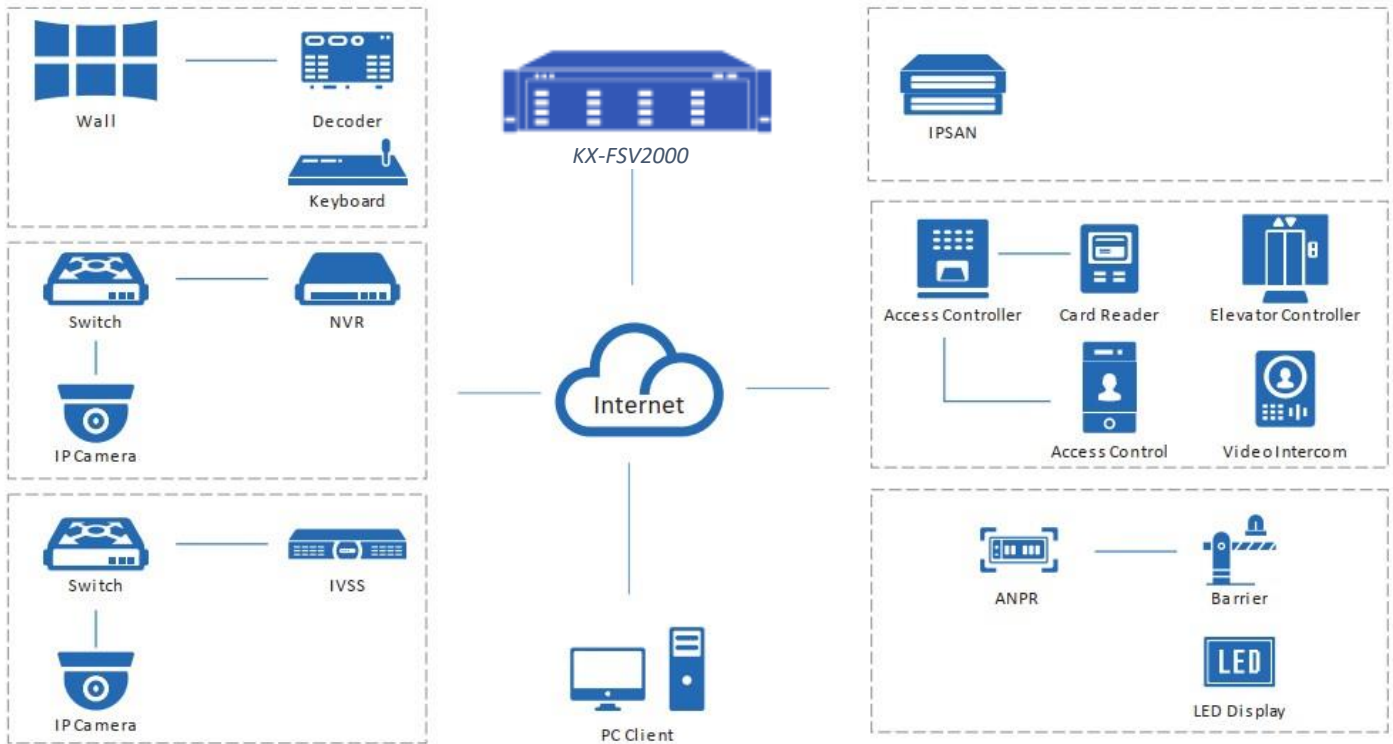 Wall
Decoder
Keyboard
KX-FSV2000
IPSAN
Switch
NVR
IP Camera
Internet
Access Controller
Card Reader
Elevator Controller
Access Control
Video Intercom
Switch
IVSS
IP Camera
PC Client
ANPR
Barrier
LED
LED Display